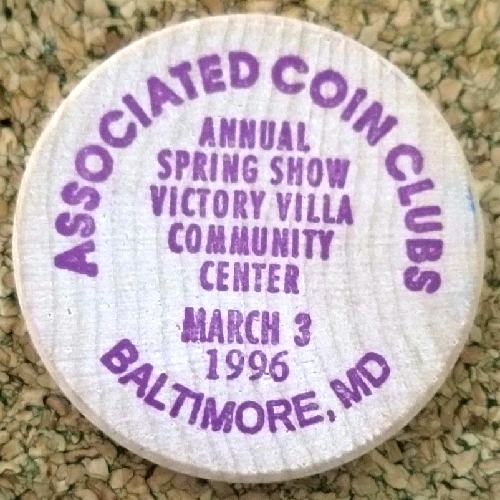 ASSOCIATED COIN CLUBS
ANNUAL
SPRING SHOW
VICTORY VILLA
COMMUNITY
CENTER
MARCH 3
1996
BALTIMORE, MD